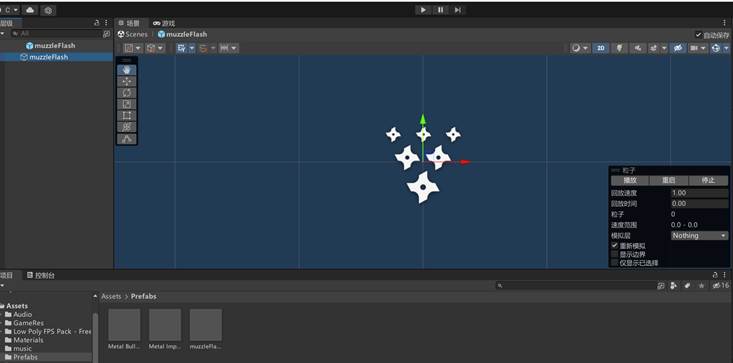 C
层级
场景
游戏
All
Scenes
muzzleFlash
自动保存
muzzleFlash
muzzleFlash
2D
粒子
播放
重启
停止
回放速度
1.00
回放时间
0.00
粒子
0
速度范围
0.0 - 0.0
模拟层
Nothing
重新模拟
显示边界
仅显示已选择
项目
控制台
16
Assets
Audio
GameRes
Low Poly FPS Pack - Free
Materials
music
Prefabs
Assets > Prefabs
Metal Bull...
Metal Imp...
muzzleFla...